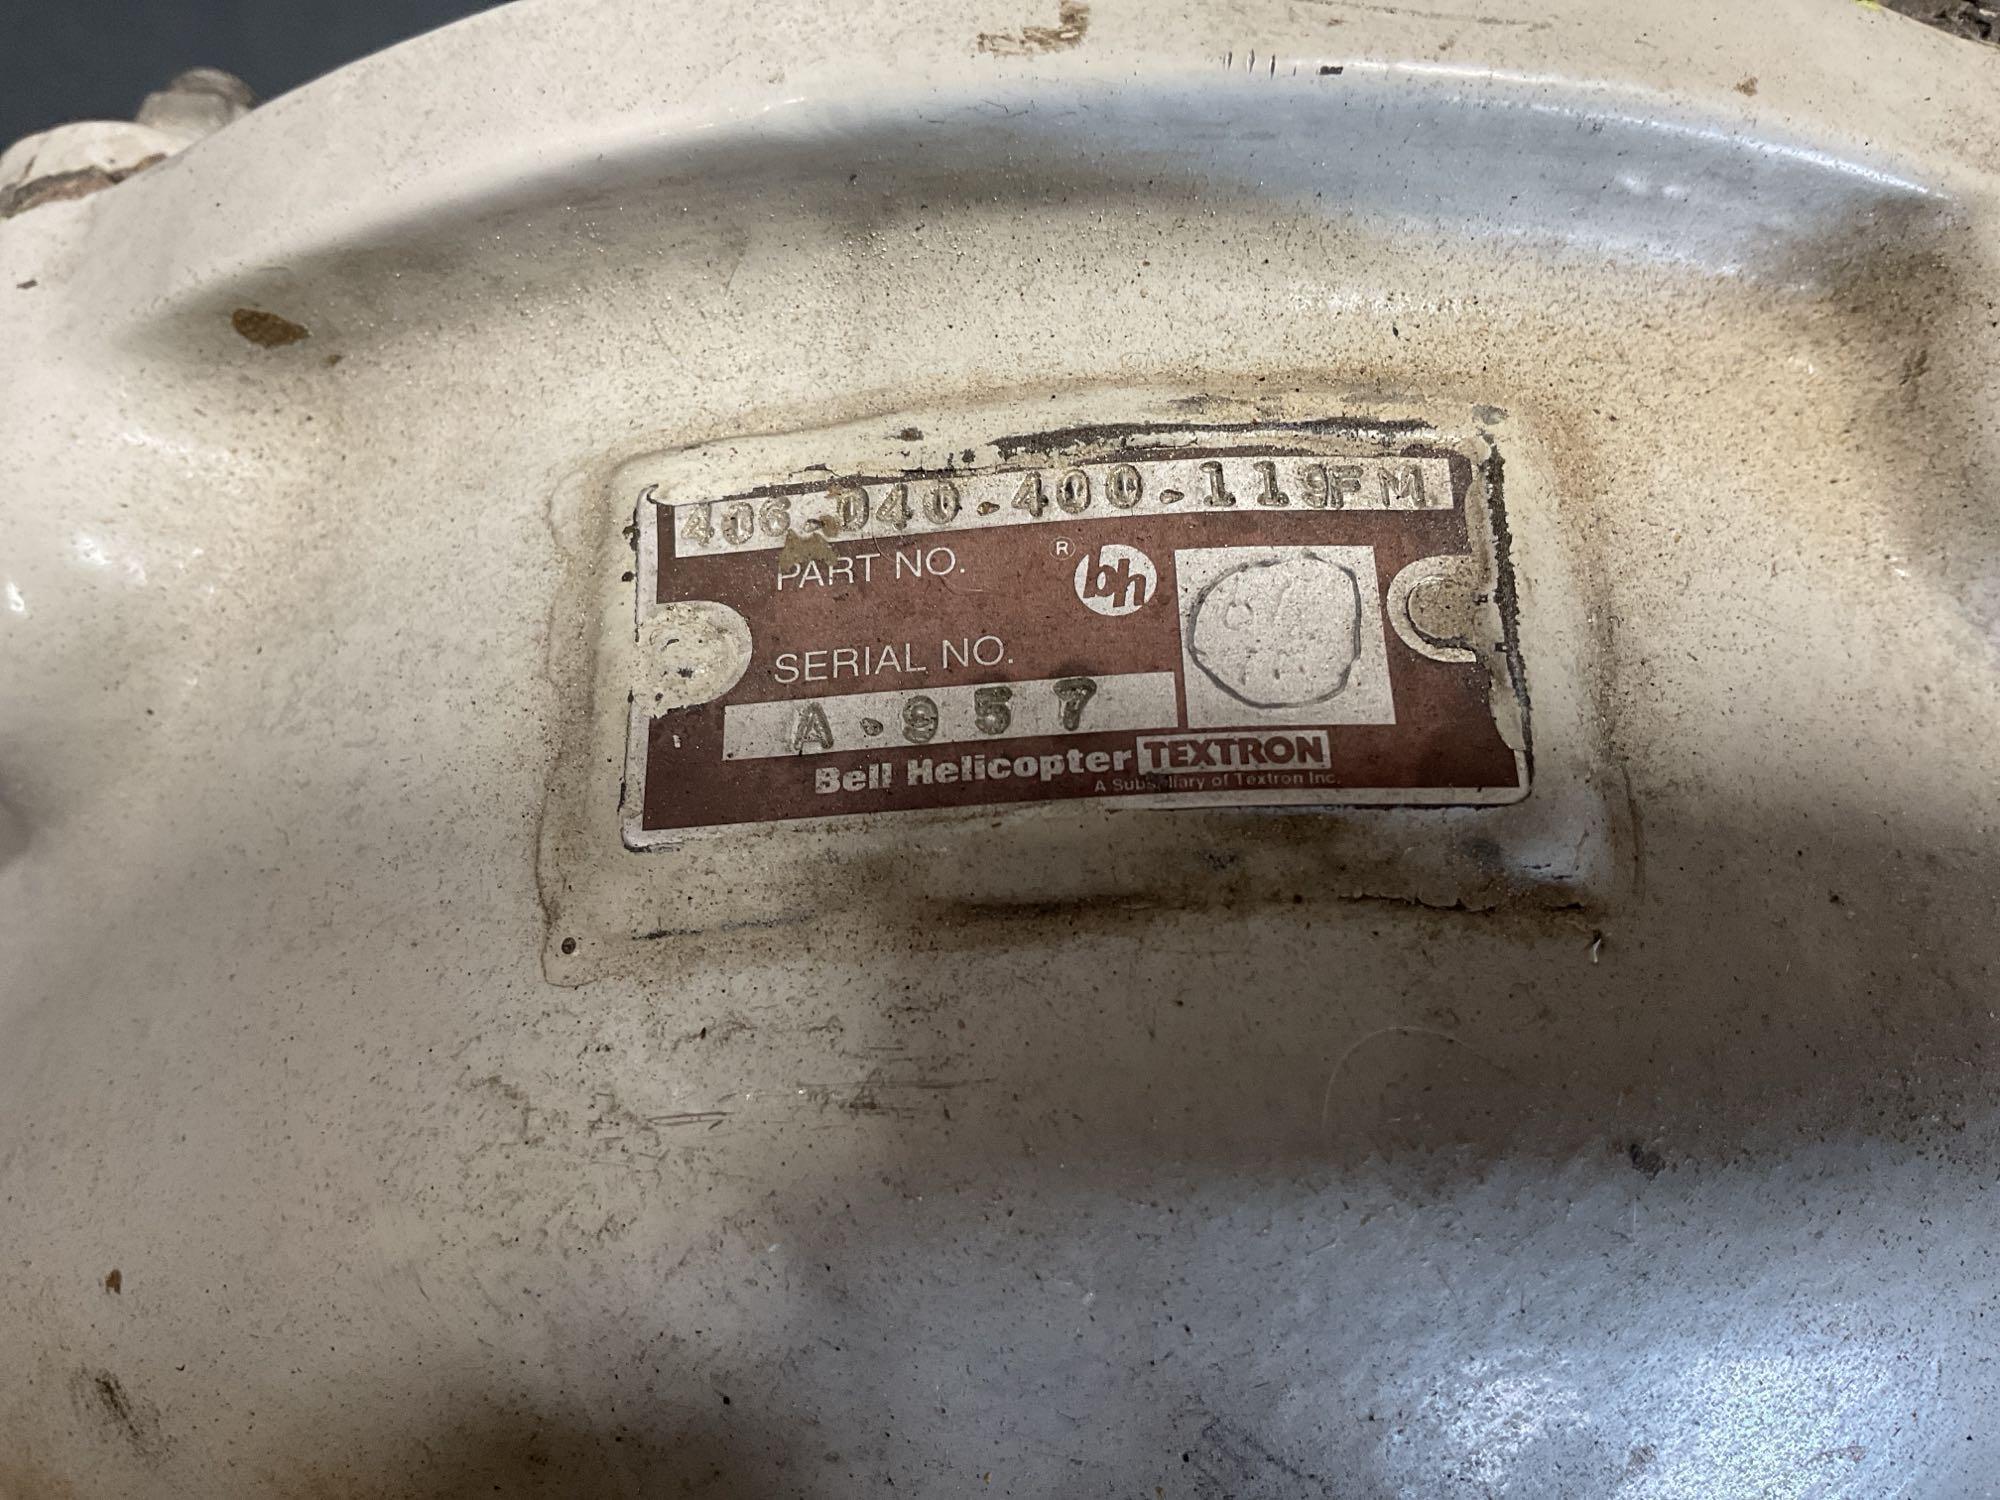 406-040-400-119FM
PART NO.
® bh
SERIAL NO.
A-957
Bell Helicopter TEXTRON
A Subsidiary of Textron Inc.